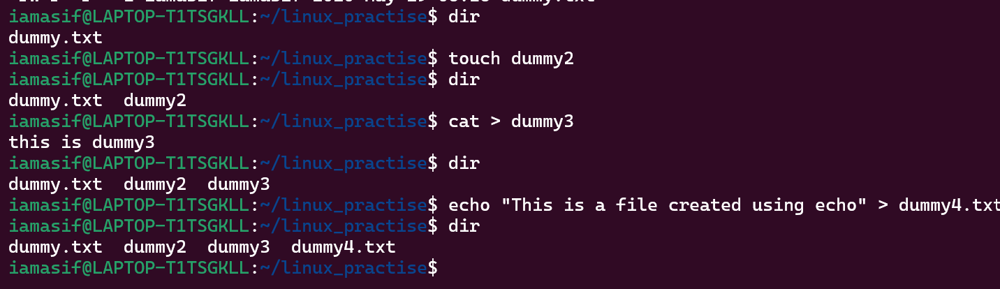 iamasif@LAPTOP-T1TSGKLL:~/linux_practise$ dir
dummy.txt
iamasif@LAPTOP-T1TSGKLL:~/linux_practise$ touch dummy2
iamasif@LAPTOP-T1TSGKLL:~/linux_practise$ dir
dummy.txt  dummy2
iamasif@LAPTOP-T1TSGKLL:~/linux_practise$ cat > dummy3
this is dummy3
iamasif@LAPTOP-T1TSGKLL:~/linux_practise$ dir
dummy.txt  dummy2  dummy3
iamasif@LAPTOP-T1TSGKLL:~/linux_practise$ echo "This is a file created using echo" > dummy4.txt
iamasif@LAPTOP-T1TSGKLL:~/linux_practise$ dir
dummy.txt  dummy2  dummy3  dummy4.txt
iamasif@LAPTOP-T1TSGKLL:~/linux_practise$